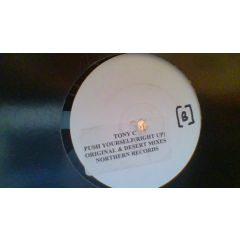 TONY C
PUSH YOURSELF(RIGHT UP)
ORIGINAL & DESERT MIXES
NORTHERN RECORDS
[B]